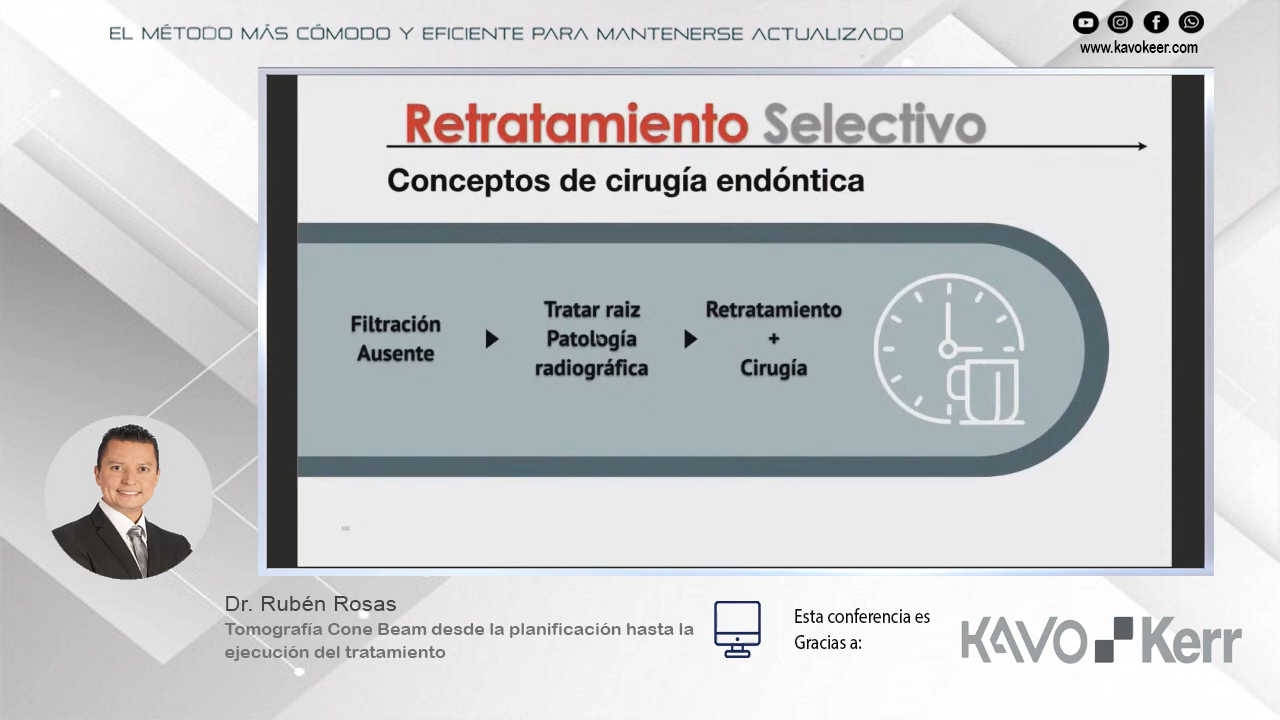 EL MÉTODO MÁS CÓMODO Y EFICIENTE PARA MANTENERSE ACTUALIZADO
www.kavokeer.com
Retratamiento Selectivo
Conceptos de cirugía endóntica
Filtración
Ausente
Tratar raiz
Patología
radiográfica
Retratamiento
+
Cirugía
Dr. Rubén Rosas
Tomografía Cone Beam desde la planificación hasta la
ejecución del tratamiento
Esta conferencia es
Gracias a:
KAVO Kerr